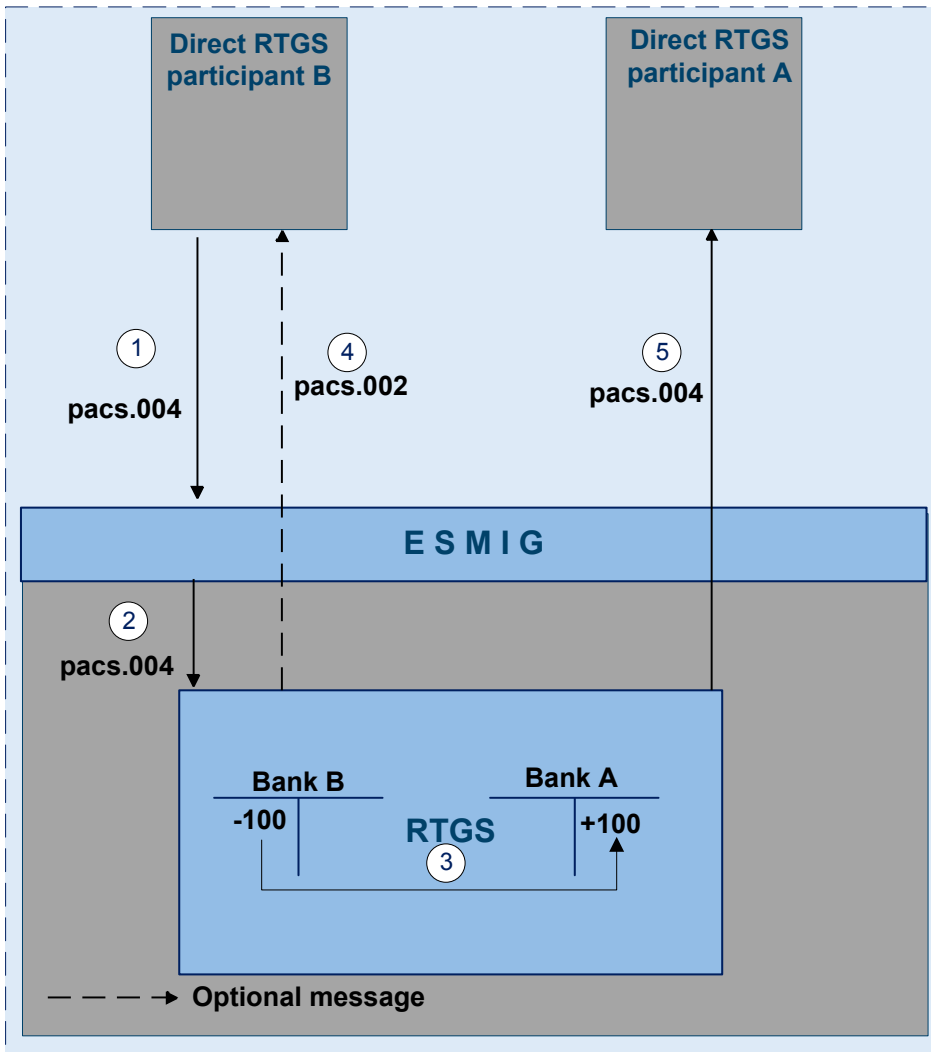 Direct RTGS
participant B
Direct RTGS
participant A
1
pacs.004
4
pacs.002
5
pacs.004
E S M I G
2
pacs.004
Bank B
-100
Bank A
+100
RTGS
3
Optional message